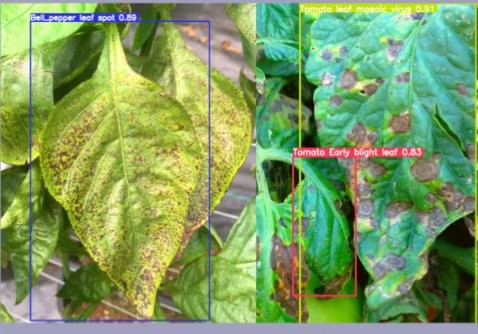 Bell_pepper leaf spot 0.89
Tomato leaf mosaic virus 0.91
Tomato Early blight leaf 0.83